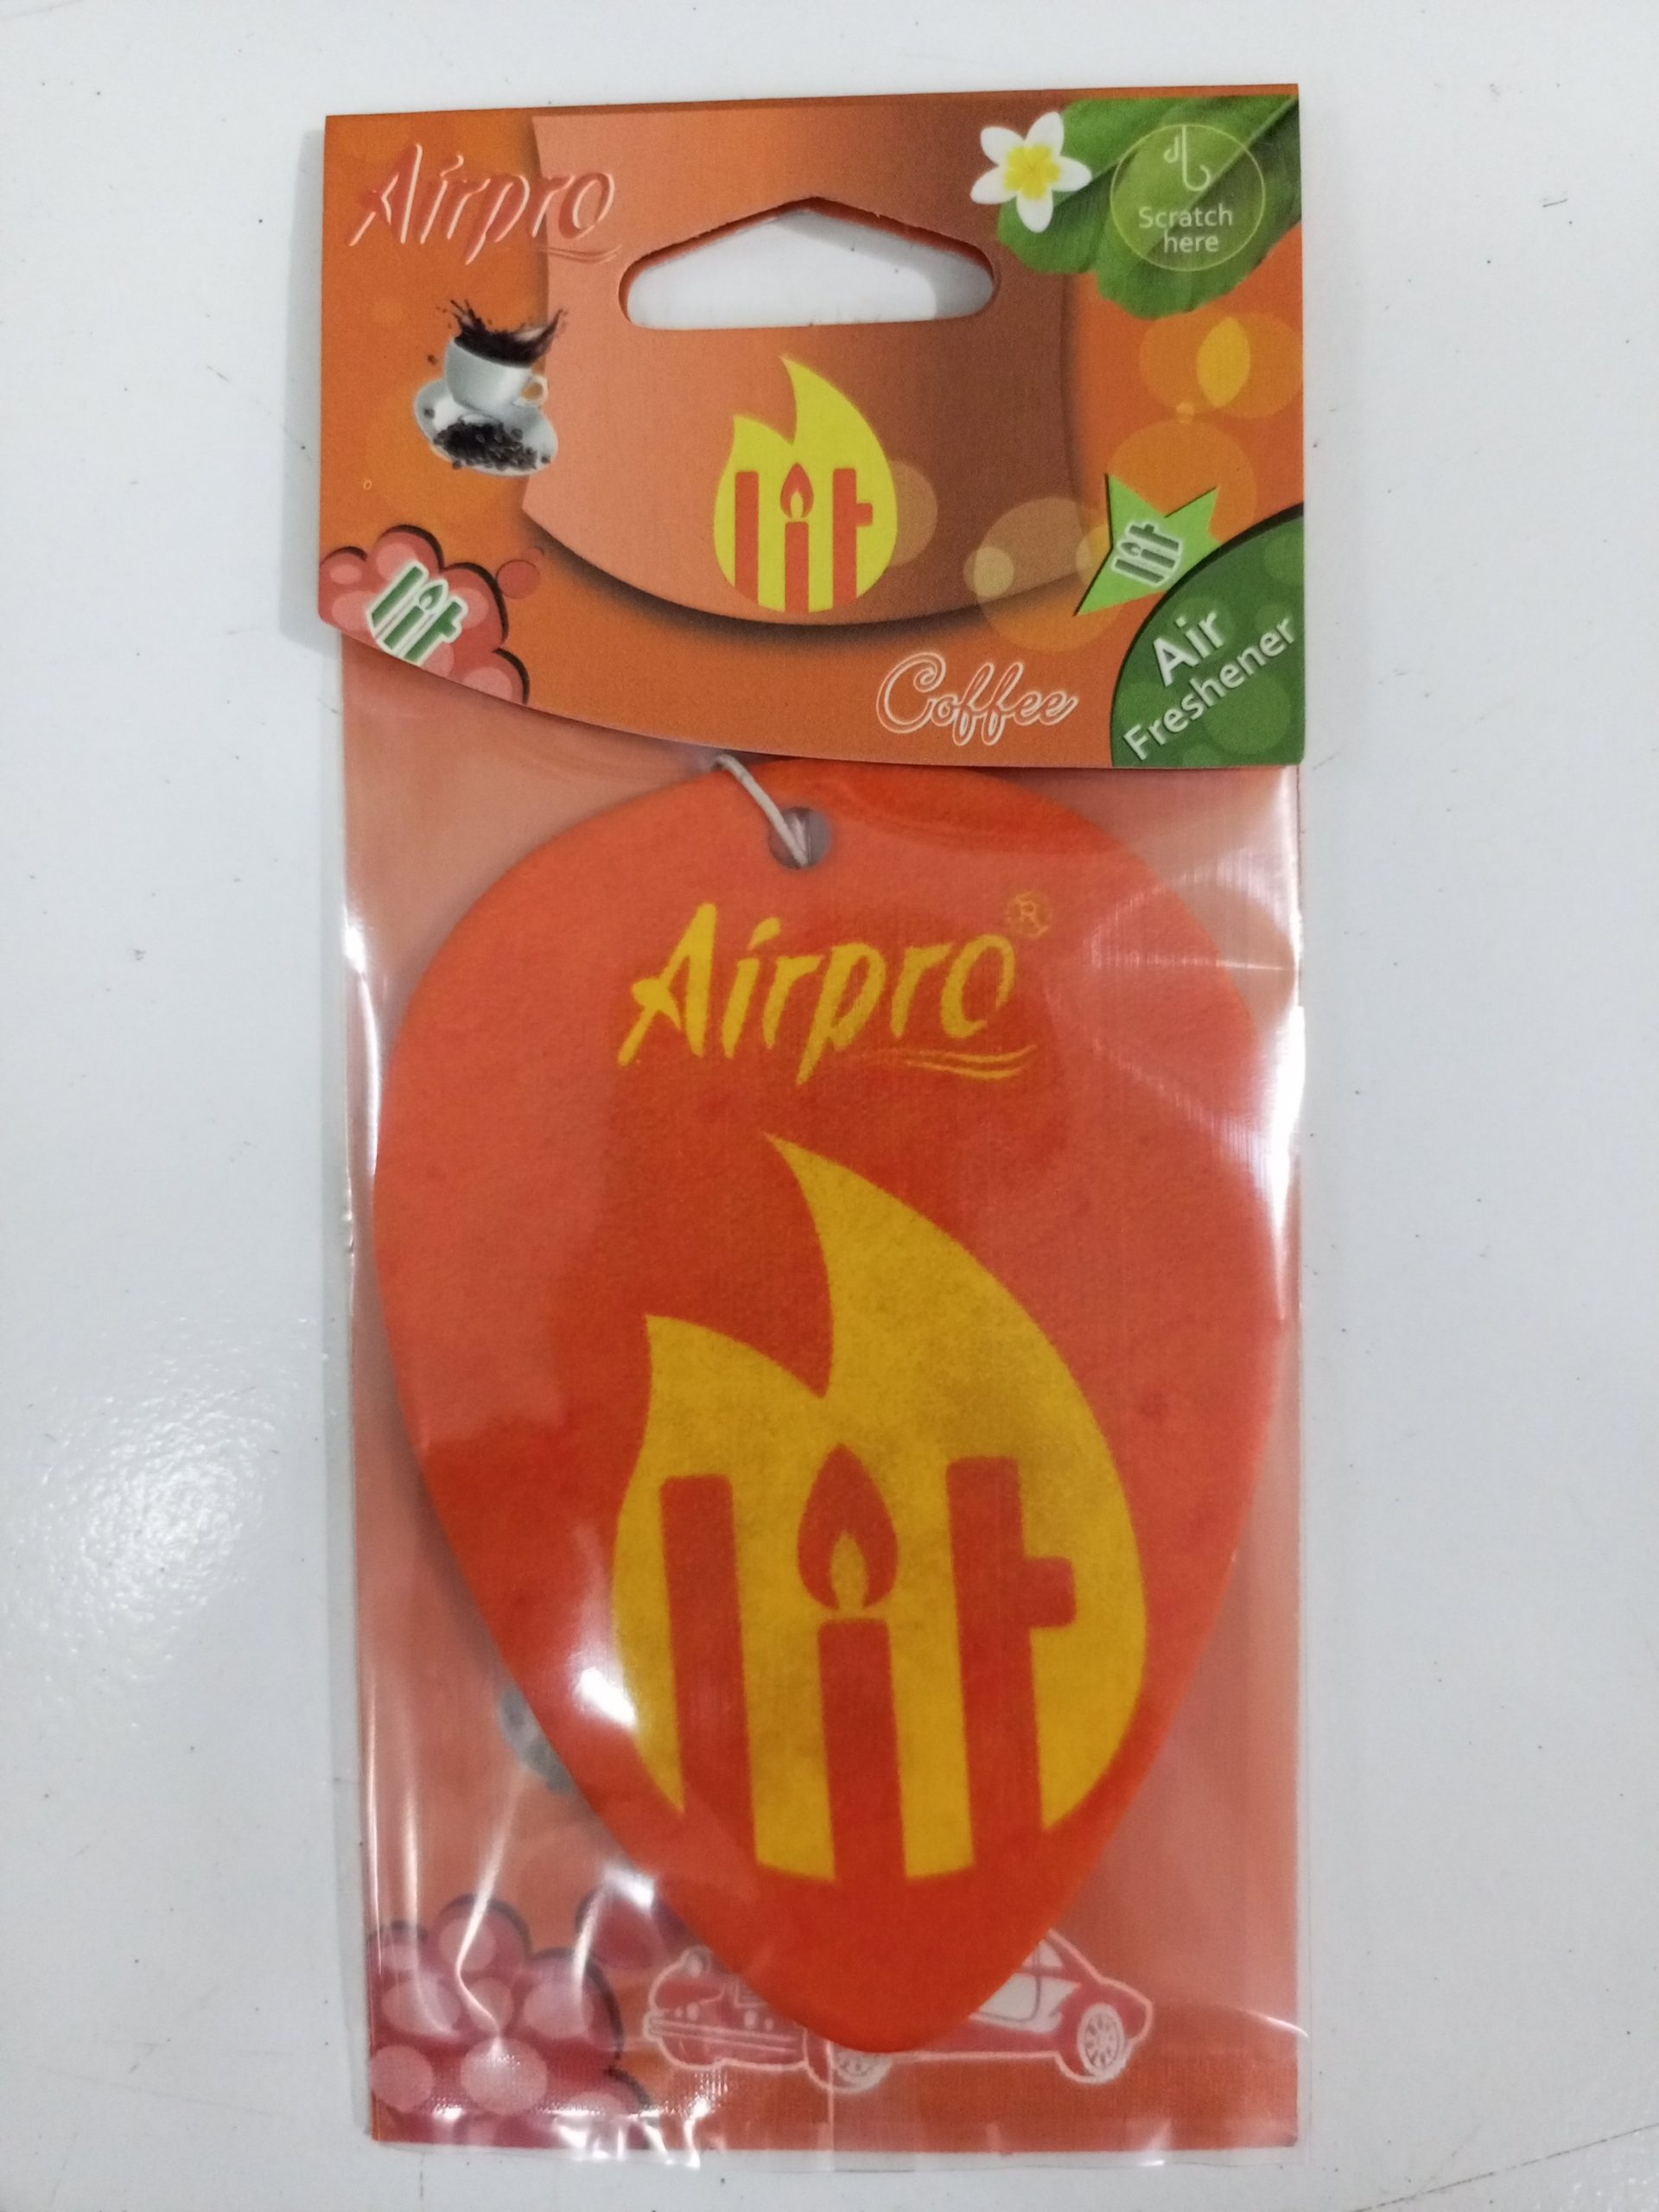 Airpro
Scratch
here
lit
lit
lit
Air
Freshener
Coffee
Airpro®
lit